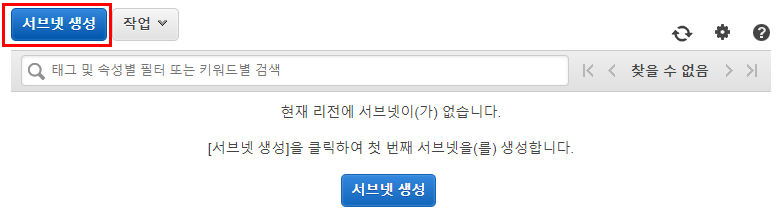 서브넷 생성 작업
태그 및 속성별 필터 또는 키워드별 검색 찾을 수 없음
현재 리전에 서브넷이(가) 없습니다.
[서브넷 생성]을 클릭하여 첫 번째 서브넷을(를) 생성합니다.
서브넷 생성